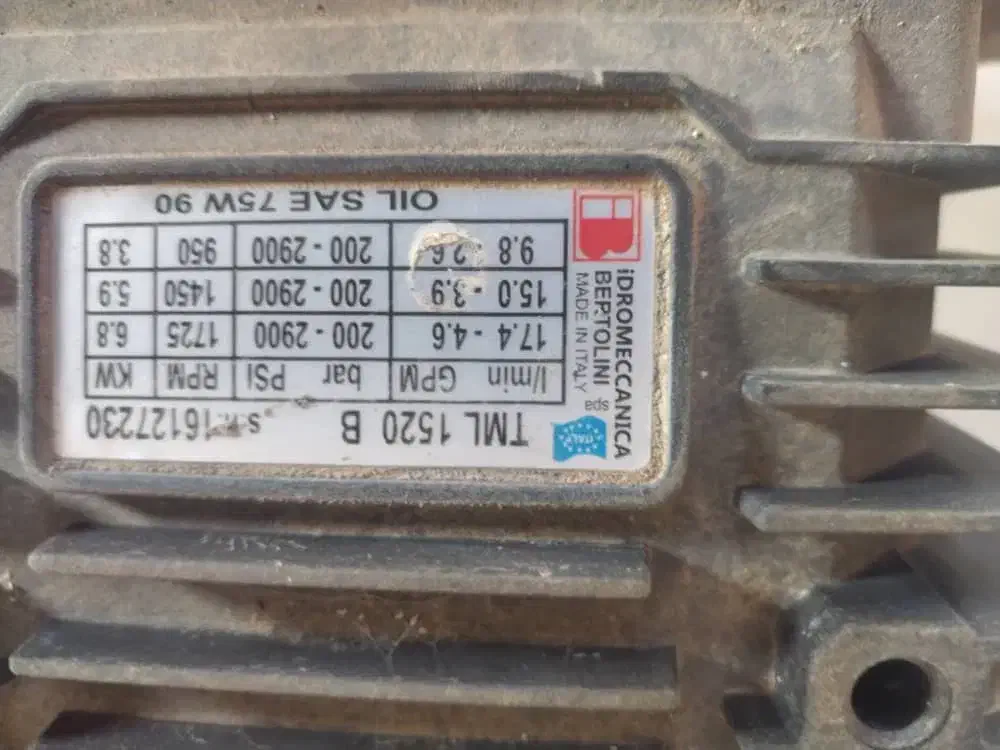 iDROMECCANICA
BERTOLINI spa
MADE IN ITALY
ITALY
TML 1520 B S.N.16127230
l/min GPM bar PSI RPM KW
17.4 - 4.6 200 - 2900 1725 6.8
15.0 - 3.9 200 - 2900 1450 5.9
9.8 - 2.6 200 - 2900 950 3.8
OIL SAE 75W 90